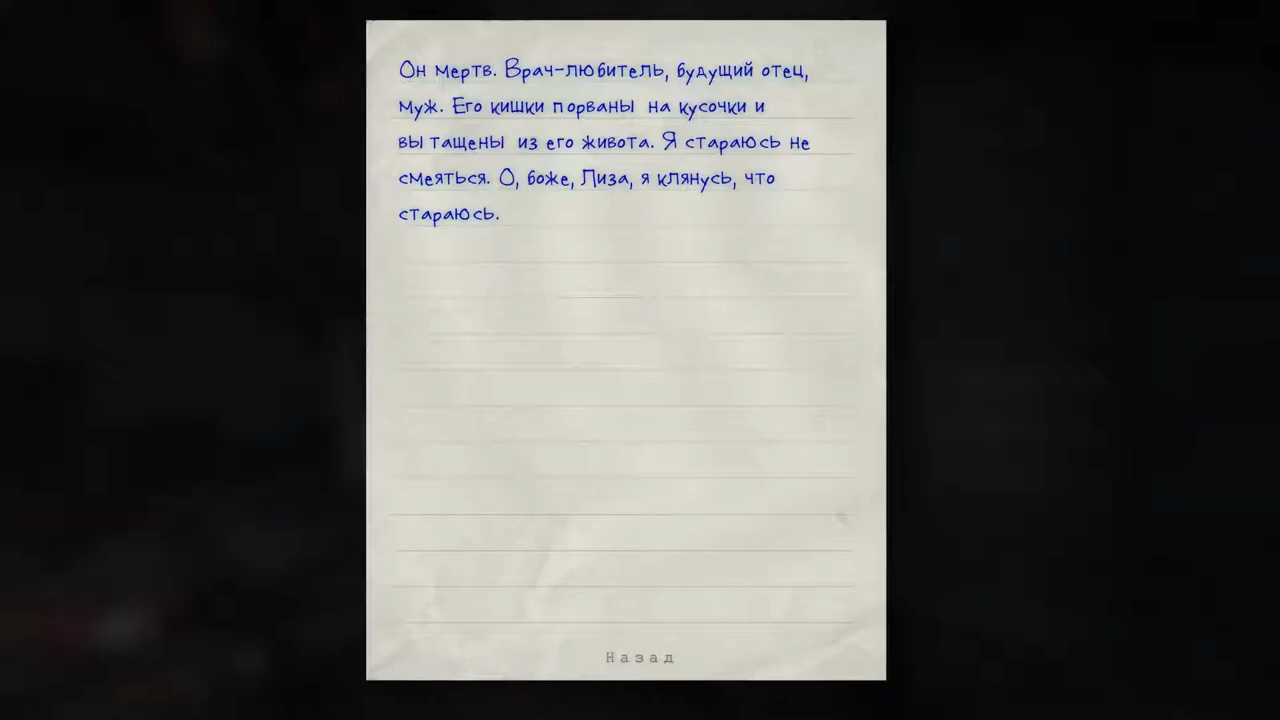 Он мертв. Врач-любитель, будущий отец,
муж. Его кишки порваны на кусочки и
вытащены из его живота. Я стараюсь не
смеяться. О, боже, Лиза, я клянусь, что
стараюсь.
Назад